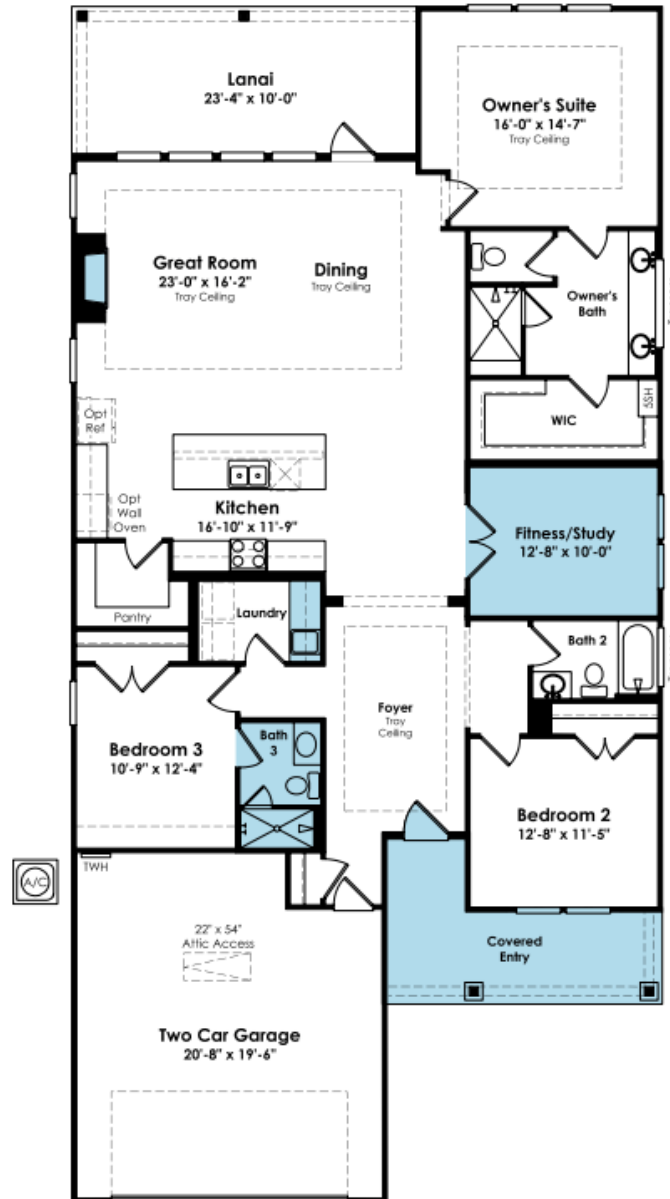 Lanai
23'-4" x 10'-0"
Owner's Suite
16'-0" x 14'-7"
Tray Ceiling
Great Room
23'-0" x 16'-2"
Tray Ceiling
Dining
Tray Ceiling
Owner's
Bath
WIC
5SH
Opt
Ref
Opt
Wall
Oven
Kitchen
16'-10" x 11'-9"
Fitness/Study
12'-8" x 10'-0"
Pantry
Laundry
Bath 2
Foyer
Tray
Ceiling
Bedroom 3
10'-9" x 12'-4"
Bath
3
Bedroom 2
12'-8" x 11'-5"
TWH
A/C
22" x 54"
Attic Access
Covered
Entry
Two Car Garage
20'-8" x 19'-6"